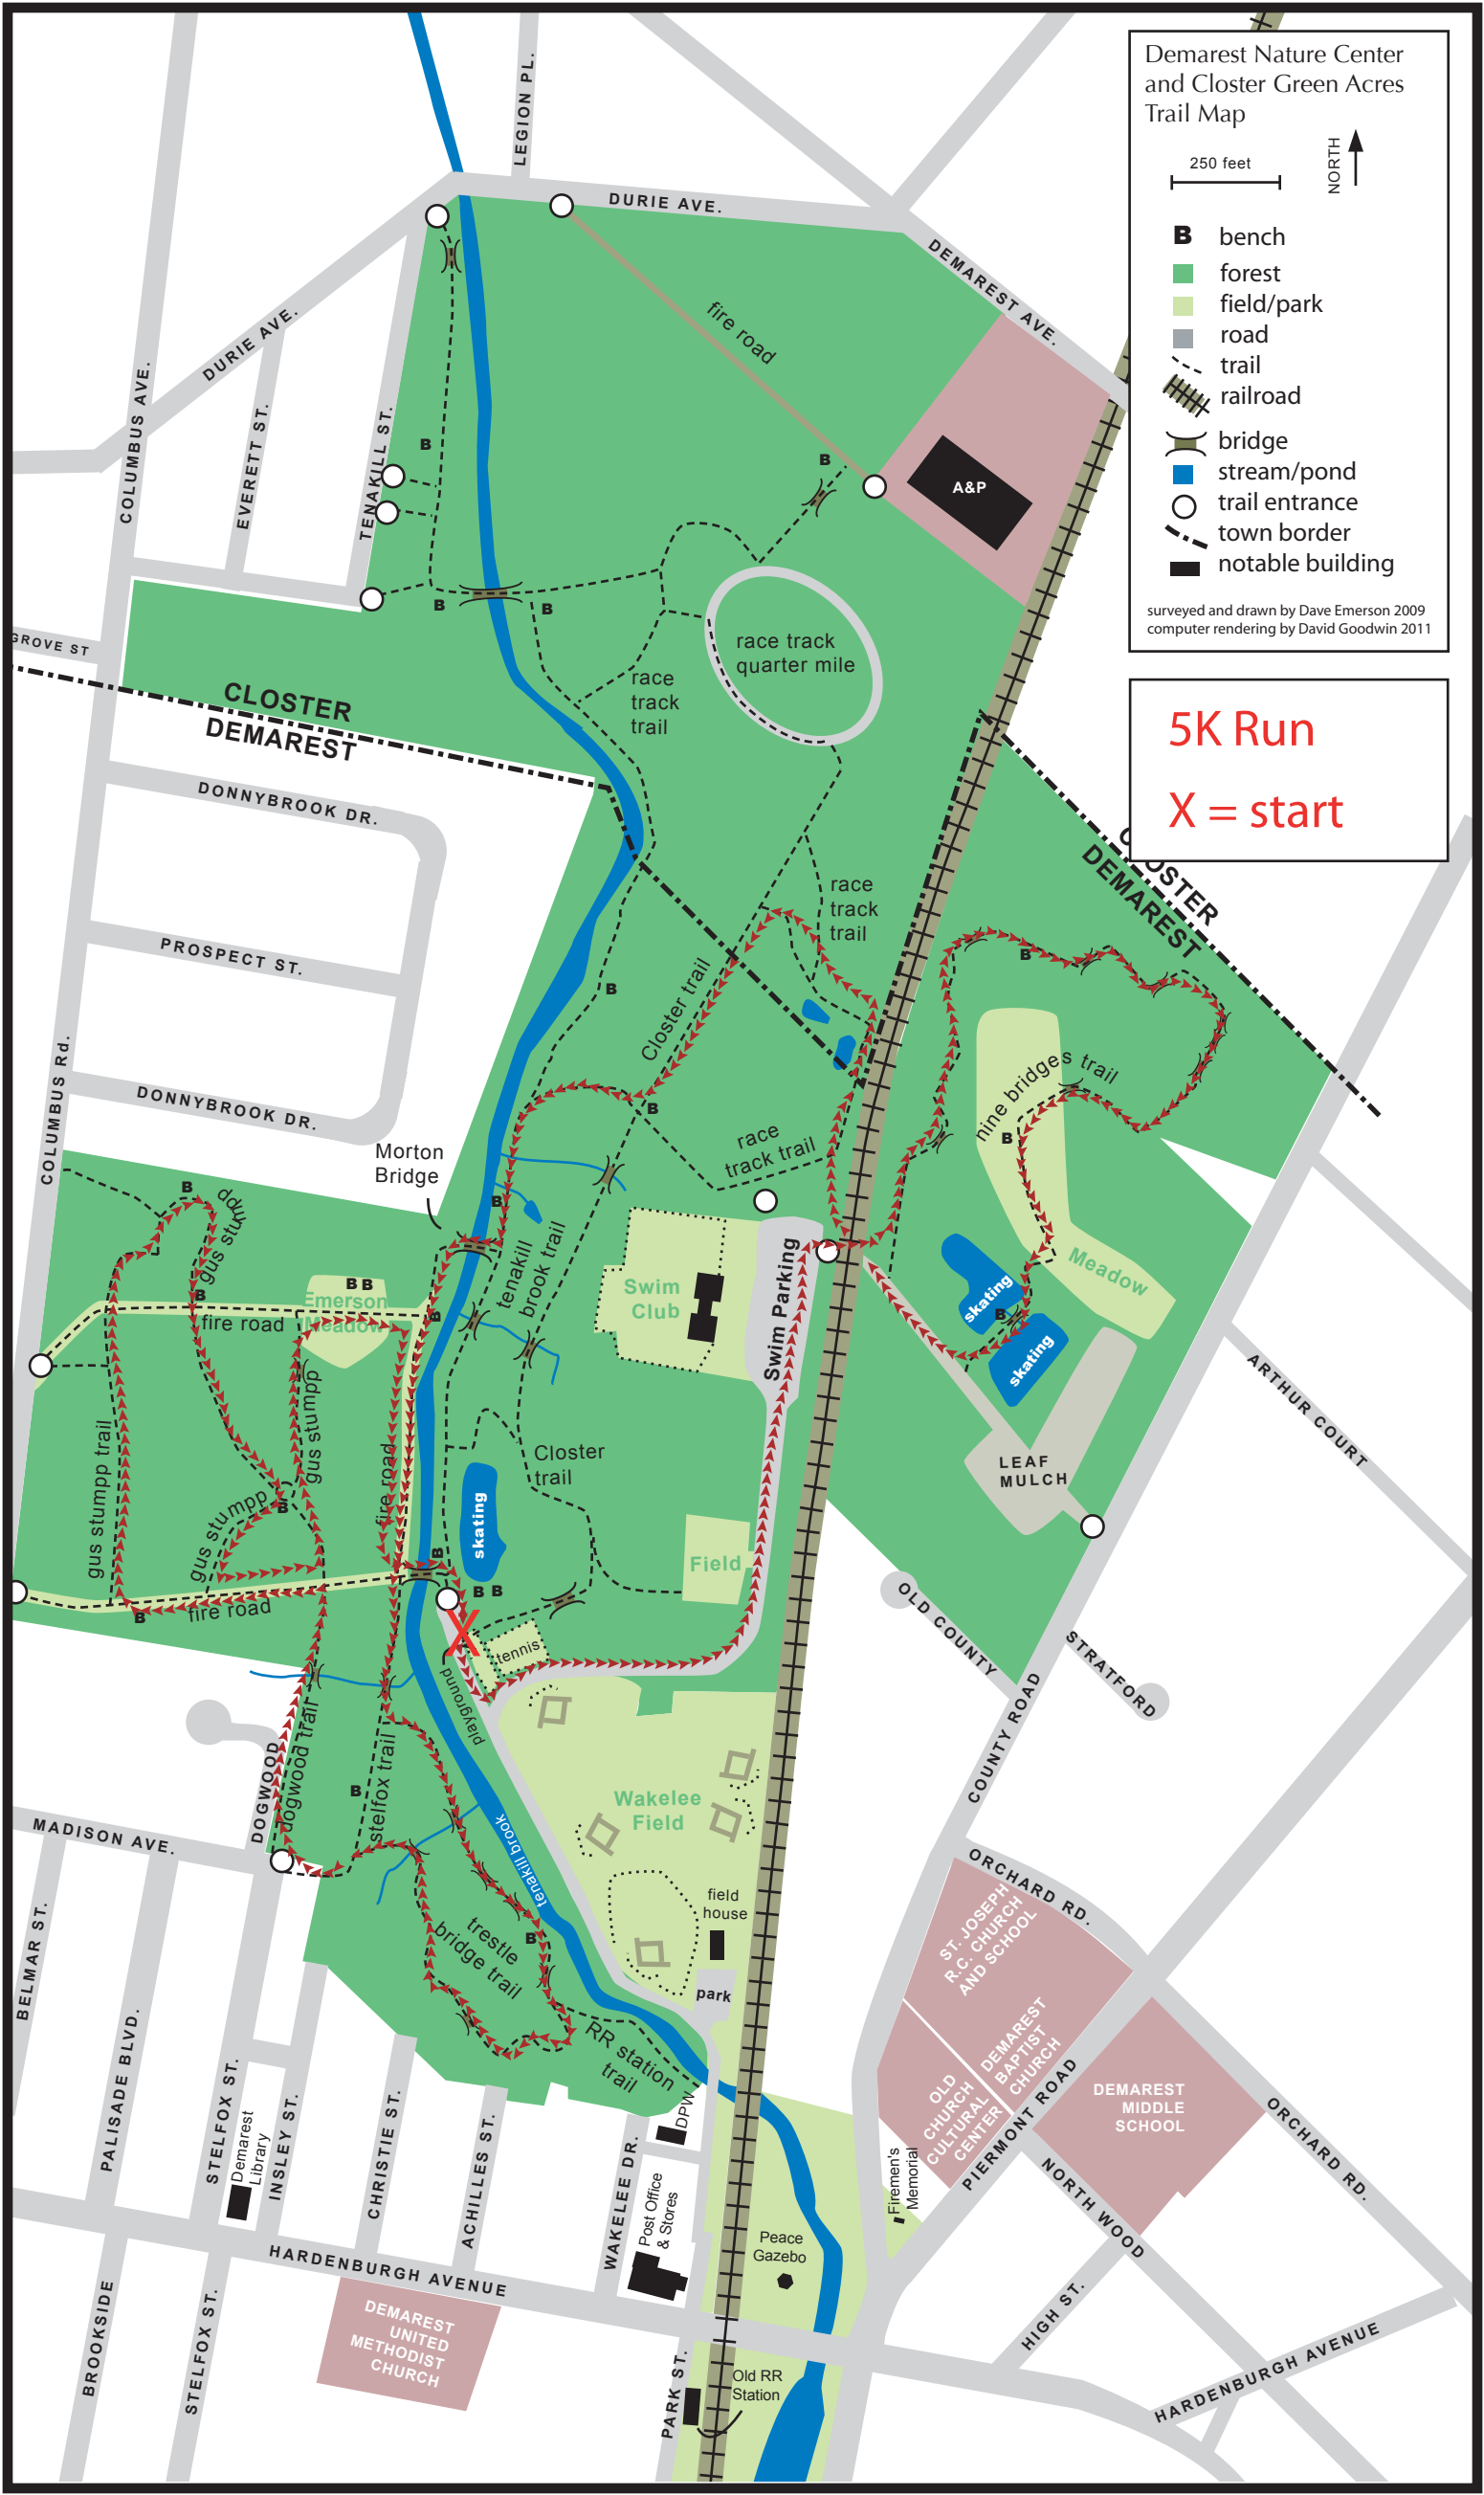 Demarest Nature Center
and Closter Green Acres
Trail Map
250 feet
NORTH
B bench
forest
field/park
road
trail
railroad
bridge
stream/pond
trail entrance
town border
notable building
surveyed and drawn by Dave Emerson 2009
computer rendering by David Goodwin 2011
5K Run
X = start
LEGION PL.
DURIE AVE.
DEMAREST AVE.
DURIE AVE.
COLUMBUS AVE.
EVERETT ST.
TENAKILL ST.
fire road
A&P
B
B
B
B
GROVE ST
CLOSTER
DEMAREST
race track
quarter mile
race
track
trail
DONNYBROOK DR.
PROSPECT ST.
DONNYBROOK DR.
COLUMBUS Rd.
race
track
trail
CLOSTER
DEMAREST
B
B
Closter trail
nine bridges trail
B
B
race
track trail
Morton
Bridge
B
gus stumpp
B
B
tenakill
brook trail
Swim
Club
Swim Parking
Meadow
skating
B
skating
B B
Emerson
Meadow
fire road
B
B
gus stumpp trail
gus stumpp
gus stumpp
B
fire road
Closter
trail
skating
Field
LEAF
MULCH
ARTHUR COURT
B
B B
B
fire road
X
tennis
playground
OLD COUNTY
STRATFORD
COUNTY ROAD
DOGWOOD
dogwood trail
stelfox trail
B
MADISON AVE.
Wakelee
Field
tenakill brook
field
house
park
trestle
bridge trail
B
RR station
trail
ORCHARD RD.
ST. JOSEPH
R.C. CHURCH
AND SCHOOL
DEMAREST
BAPTIST
CHURCH
OLD
CHURCH
CULTURAL
CENTER
DEMAREST
MIDDLE
SCHOOL
PIERMONT ROAD
ORCHARD RD.
NORTH WOOD
Firemen's
Memorial
BELMAR ST.
PALISADE BLVD.
STELFOX ST.
Demarest
Library
INSLEY ST.
CHRISTIE ST.
ACHILLES ST.
WAKELEE DR.
DPW
Post Office
& Stores
Peace
Gazebo
HARDENBURGH AVENUE
BROOKSIDE
STELFOX ST.
DEMAREST
UNITED
METHODIST
CHURCH
PARK ST.
Old RR
Station
HIGH ST.
HARDENBURGH AVENUE